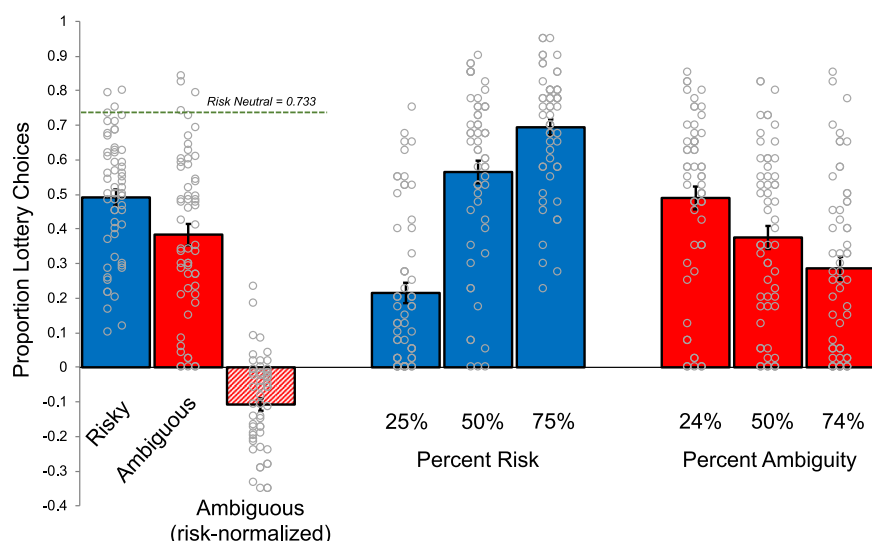 Proportion Lottery Choices
1
0.9
0.8
0.7
0.6
0.5
0.4
0.3
0.2
0.1
0
-0.1
-0.2
-0.3
-0.4
Risk Neutral = 0.733
Risky
Ambiguous
Ambiguous
(risk-normalized)
25% 50% 75%
Percent Risk
24% 50% 74%
Percent Ambiguity